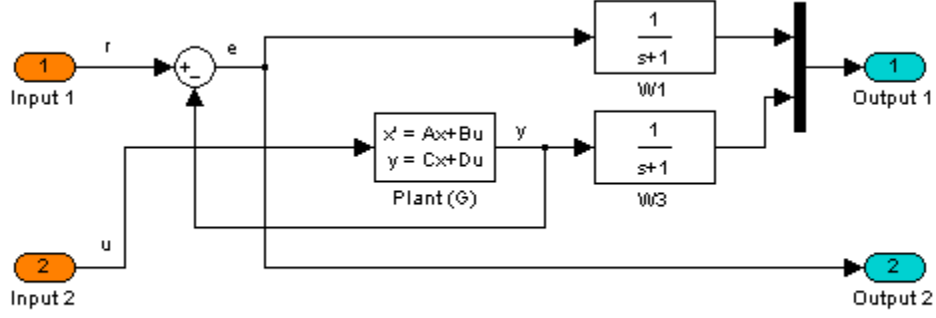 1
s+1
W1
r
e
+
_
1
Input 1
1
Output 1
x' = Ax+Bu
y = Cx+Du
Plant (G)
y
1
s+1
W3
u
2
Input 2
2
Output 2